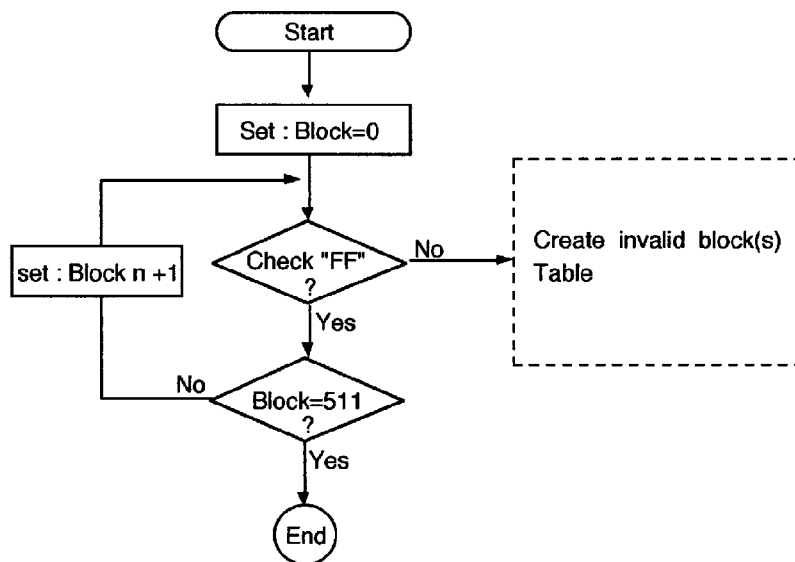 Start
Set : Block=0
Check "FF"
?
No
Create invalid block(s)
Table
set : Block n +1
Yes
No
Block=511
?
Yes
End